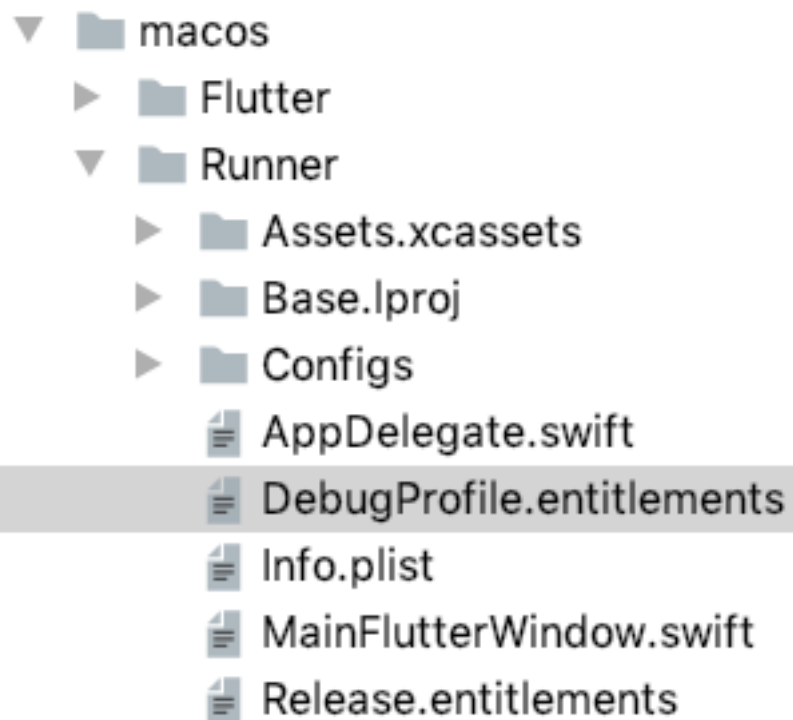 macos
Flutter
Runner
Assets.xcassets
Base.lproj
Configs
AppDelegate.swift
DebugProfile.entitlements
Info.plist
MainFlutterWindow.swift
Release.entitlements